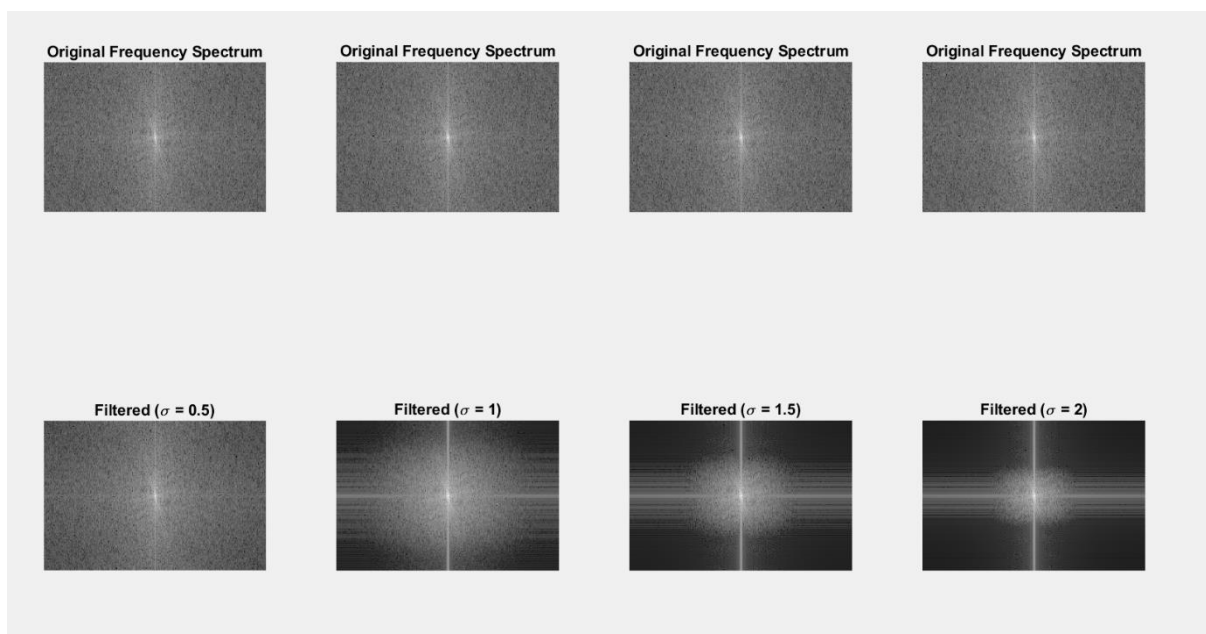 Original Frequency Spectrum
Original Frequency Spectrum
Original Frequency Spectrum
Original Frequency Spectrum
Filtered (σ = 0.5)
Filtered (σ = 1)
Filtered (σ = 1.5)
Filtered (σ = 2)